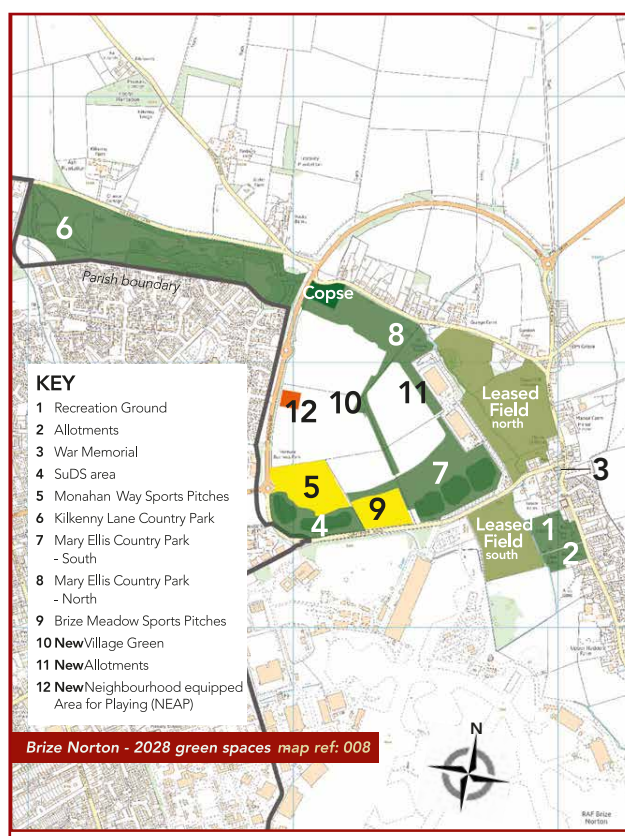 6
Parish boundary
Copse
8
11
10
12
Leased
Field
north
3
7
5
9
4
Leased
Field
south
1
2
KEY
1 Recreation Ground
2 Allotments
3 War Memorial
4 SuDS area
5 Monahan Way Sports Pitches
6 Kilkenny Lane Country Park
7 Mary Ellis Country Park
- South
8 Mary Ellis Country Park
- North
9 Brize Meadow Sports Pitches
10 New Village Green
11 New Allotments
12 New Neighbourhood equipped
Area for Playing (NEAP)
Brize Norton - 2028 green spaces map ref: 008
N
RAF Brize
Norton